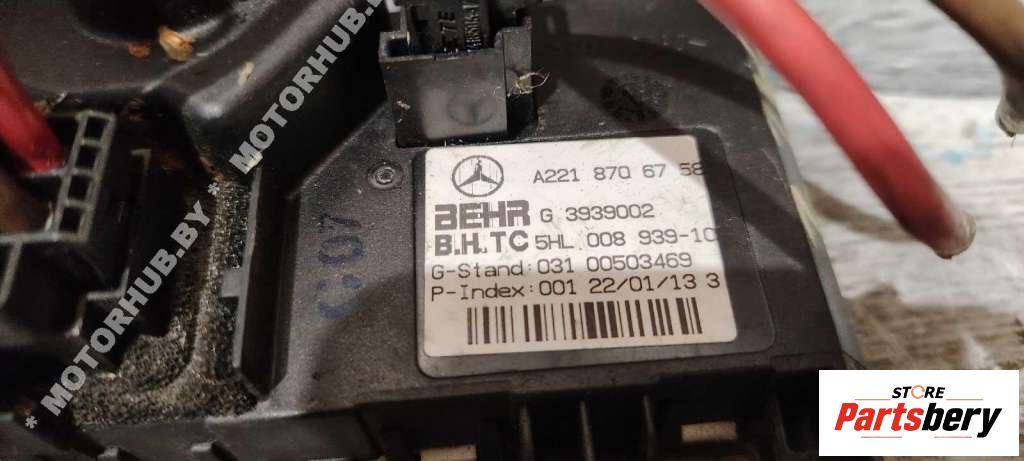 A221 870 67 58
BEHR G 3939002
B.H.TC 5HL 008 939-10
G-Stand: 031 00503469
P-Index: 001 22/01/13 3
C07
* MOTORHUB.BY * MOTORHUB.BY
STORE
Partsbery